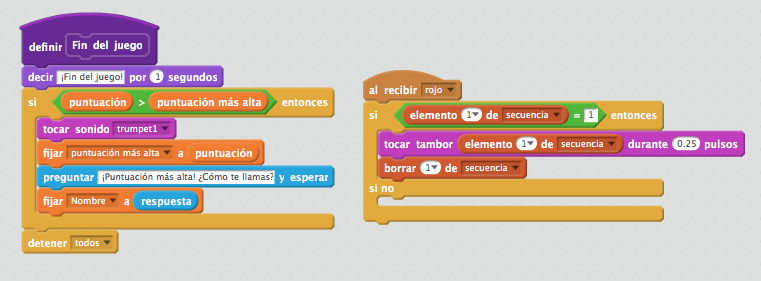 definir Fin del juego
decir ¡Fin del juego! por 1 segundos
si puntuación > puntuación más alta entonces
tocar sonido trumpet1
fijar puntuación más alta a puntuación
preguntar ¡Puntuación más alta! ¿Cómo te llamas? y esperar
fijar Nombre a respuesta
detener todos
al recibir rojo
si elemento 1 de secuencia = 1 entonces
tocar tambor elemento 1 de secuencia durante 0.25 pulsos
borrar 1 de secuencia
si no